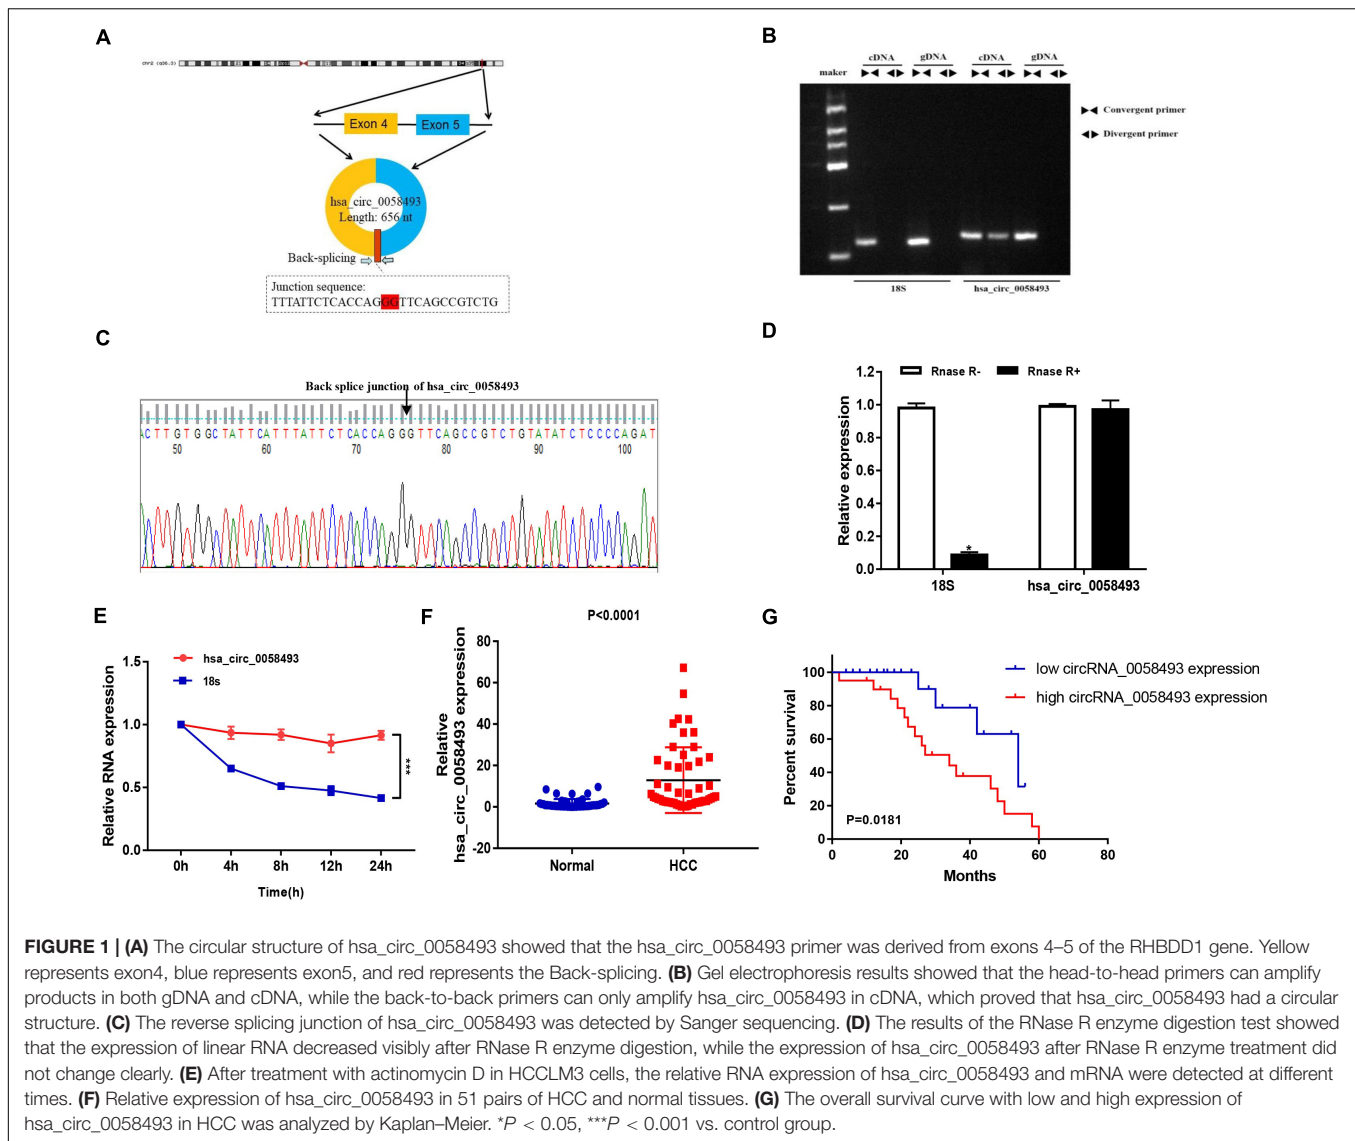 A
chr2 (q36.3)
Exon 4
Exon 5
hsa_circ_0058493
Length: 656 nt
Back-splicing
Junction sequence:
TTTATTCTCACCAGGGTTCAGCCGTCTG
B
cDNA
gDNA
cDNA
gDNA
maker
Convergent primer
Divergent primer
18S
hsa_circ_0058493
C
Back splice junction of hsa_circ_0058493
ACTTGTGGCTATTCATTTATTCTCACCAGGGTTCAGCCGTCTGTATATCTCCCCAGAT
50
60
70
80
90
100
D
Relative expression
1.2
1.0
0.8
0.6
0.4
0.2
0.0
Rnase R-
Rnase R+
*
18S
hsa_circ_0058493
E
Relative RNA expression
1.5
1.0
0.5
0.0
hsa_circ_0058493
18s
***
0h
4h
8h
12h
24h
Time(h)
F
P<0.0001
Relative
hsa_circ_0058493 expression
80
60
40
20
0
-20
Normal
HCC
G
Percent survival
100
80
60
40
20
0
low circRNA_0058493 expression
high circRNA_0058493 expression
P=0.0181
0
20
40
60
80
Months
FIGURE 1 | (A) The circular structure of hsa_circ_0058493 showed that the hsa_circ_0058493 primer was derived from exons 4–5 of the RHBDD1 gene. Yellow
represents exon4, blue represents exon5, and red represents the Back-splicing. (B) Gel electrophoresis results showed that the head-to-head primers can amplify
products in both gDNA and cDNA, while the back-to-back primers can only amplify hsa_circ_0058493 in cDNA, which proved that hsa_circ_0058493 had a circular
structure. (C) The reverse splicing junction of hsa_circ_0058493 was detected by Sanger sequencing. (D) The results of the RNase R enzyme digestion test showed
that the expression of linear RNA decreased visibly after RNase R enzyme digestion, while the expression of hsa_circ_0058493 after RNase R enzyme treatment did
not change clearly. (E) After treatment with actinomycin D in HCCLM3 cells, the relative RNA expression of hsa_circ_0058493 and mRNA were detected at different
times. (F) Relative expression of hsa_circ_0058493 in 51 pairs of HCC and normal tissues. (G) The overall survival curve with low and high expression of
hsa_circ_0058493 in HCC was analyzed by Kaplan–Meier. *P < 0.05, ***P < 0.001 vs. control group.